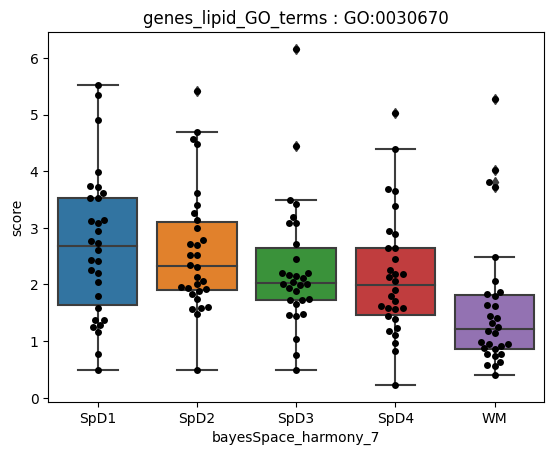 genes_lipid_GO_terms : GO:0030670
6
5
4
3
2
1
0
score
SpD1 SpD2 SpD3 SpD4 WM
bayesSpace_harmony_7